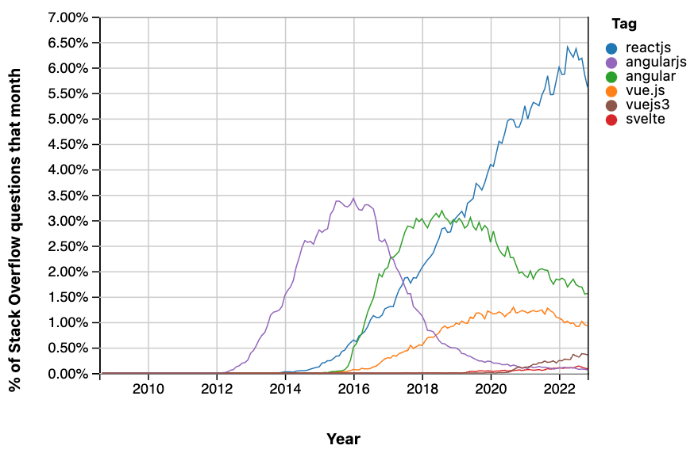 7.00%
6.50%
6.00%
5.50%
5.00%
4.50%
4.00%
3.50%
3.00%
2.50%
2.00%
1.50%
1.00%
0.50%
0.00%
% of Stack Overflow questions that month
2010 2012 2014 2016 2018 2020 2022
Year
Tag
reactjs
angularjs
angular
vue.js
vuejs3
svelte